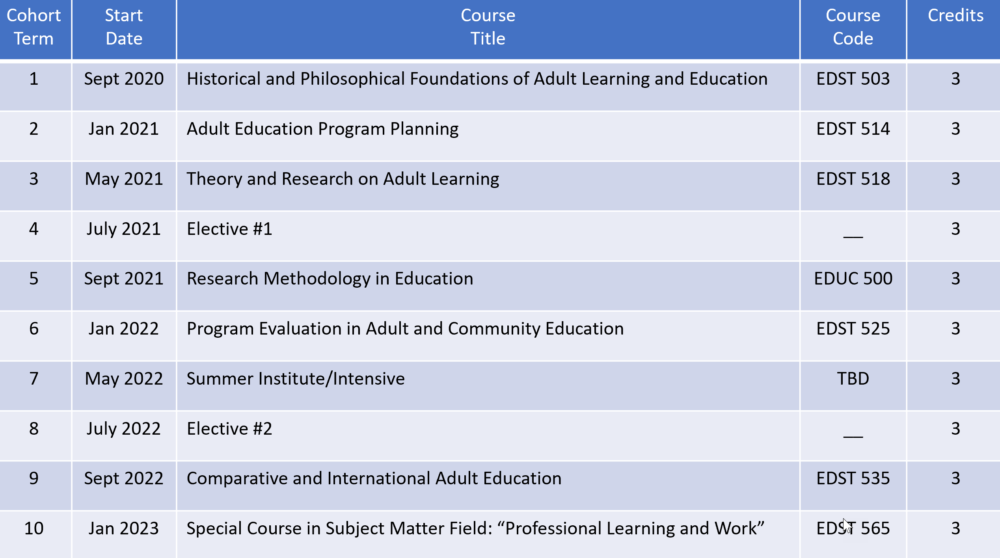 Cohort Term | Start Date | Course Title | Course Code | Credits
1 | Sept 2020 | Historical and Philosophical Foundations of Adult Learning and Education | EDST 503 | 3
2 | Jan 2021 | Adult Education Program Planning | EDST 514 | 3
3 | May 2021 | Theory and Research on Adult Learning | EDST 518 | 3
4 | July 2021 | Elective #1 | __ | 3
5 | Sept 2021 | Research Methodology in Education | EDUC 500 | 3
6 | Jan 2022 | Program Evaluation in Adult and Community Education | EDST 525 | 3
7 | May 2022 | Summer Institute/Intensive | TBD | 3
8 | July 2022 | Elective #2 | __ | 3
9 | Sept 2022 | Comparative and International Adult Education | EDST 535 | 3
10 | Jan 2023 | Special Course in Subject Matter Field: “Professional Learning and Work” | EDST 565 | 3